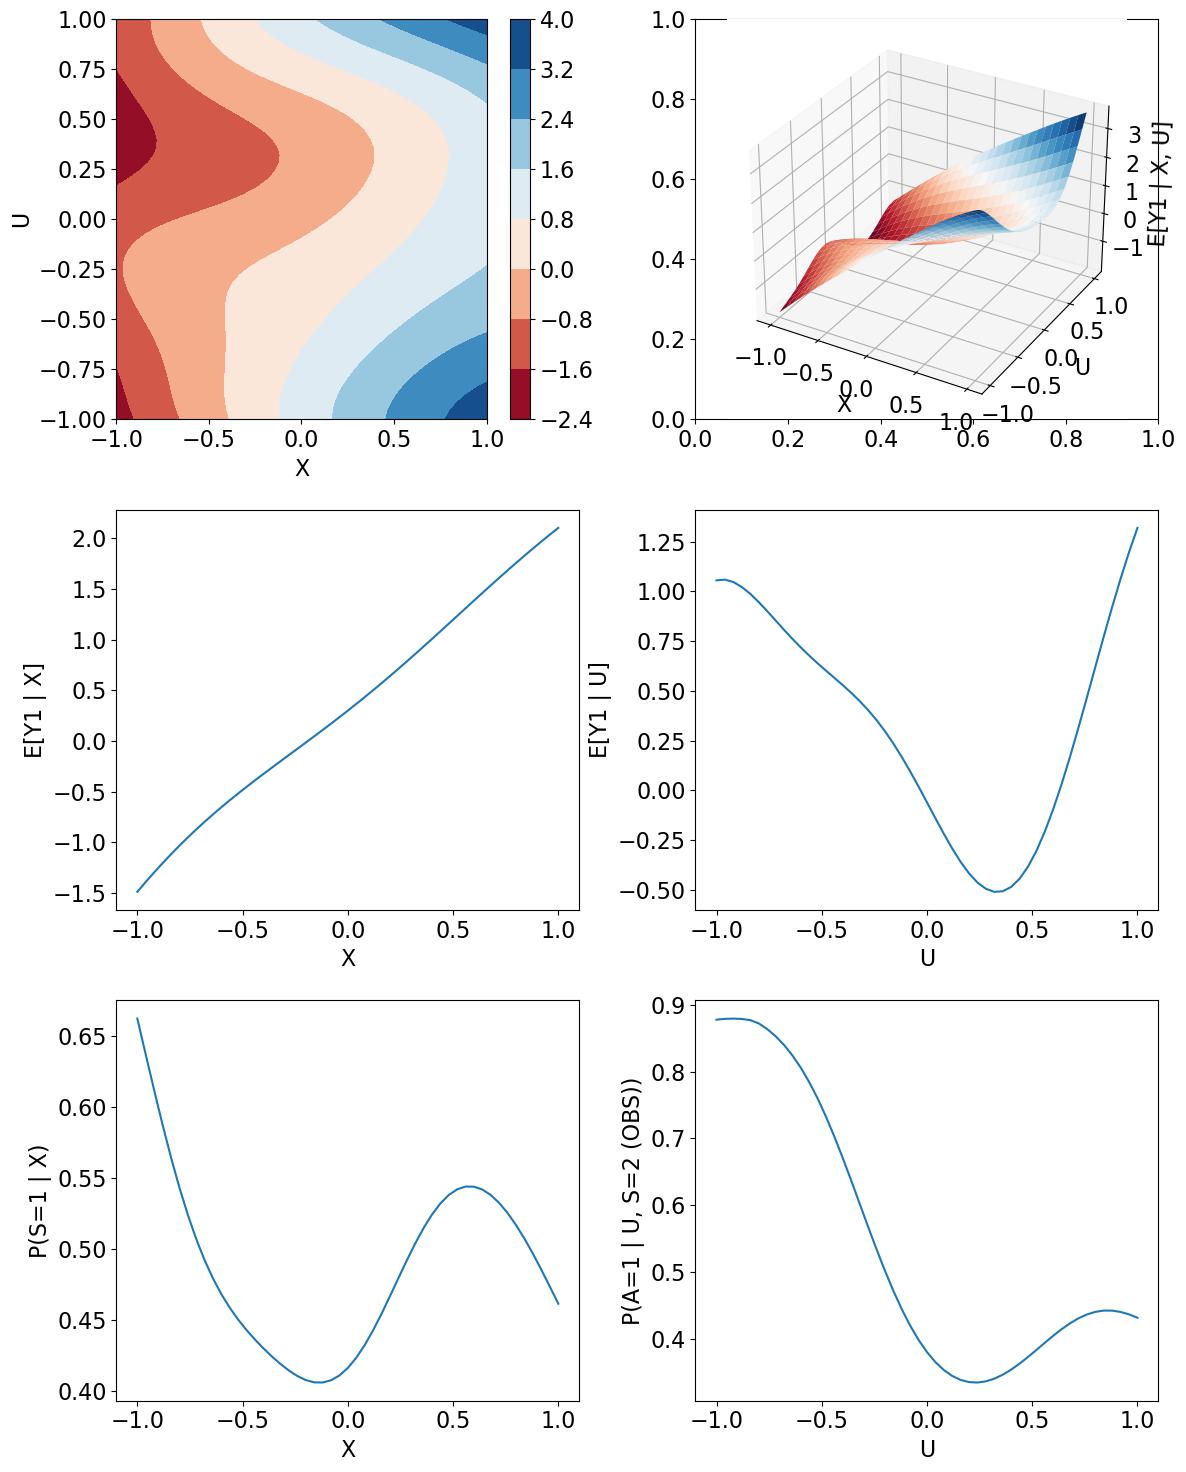 1.00
0.75
0.50
0.25
0.00
−0.25
−0.50
−0.75
−1.00
U
−1.0 −0.5 0.0 0.5 1.0
X
4.0
3.2
2.4
1.6
0.8
0.0
−0.8
−1.6
−2.4
1.0
0.8
0.6
0.4
0.2
0.0
0.0 0.2 0.4 0.6 0.8 1.0
−1.0 −0.5 0.0 0.5 1.0
X
−1.0 −0.5 0.0 0.5 1.0
U
3
2
1
0
−1
E[Y1 | X, U]
2.0
1.5
1.0
0.5
0.0
−0.5
−1.0
−1.5
E[Y1 | X]
−1.0 −0.5 0.0 0.5 1.0
X
1.25
1.00
0.75
0.50
0.25
0.00
−0.25
−0.50
E[Y1 | U]
−1.0 −0.5 0.0 0.5 1.0
U
0.65
0.60
0.55
0.50
0.45
0.40
P(S=1 | X)
−1.0 −0.5 0.0 0.5 1.0
X
0.9
0.8
0.7
0.6
0.5
0.4
P(A=1 | U, S=2 (OBS))
−1.0 −0.5 0.0 0.5 1.0
U